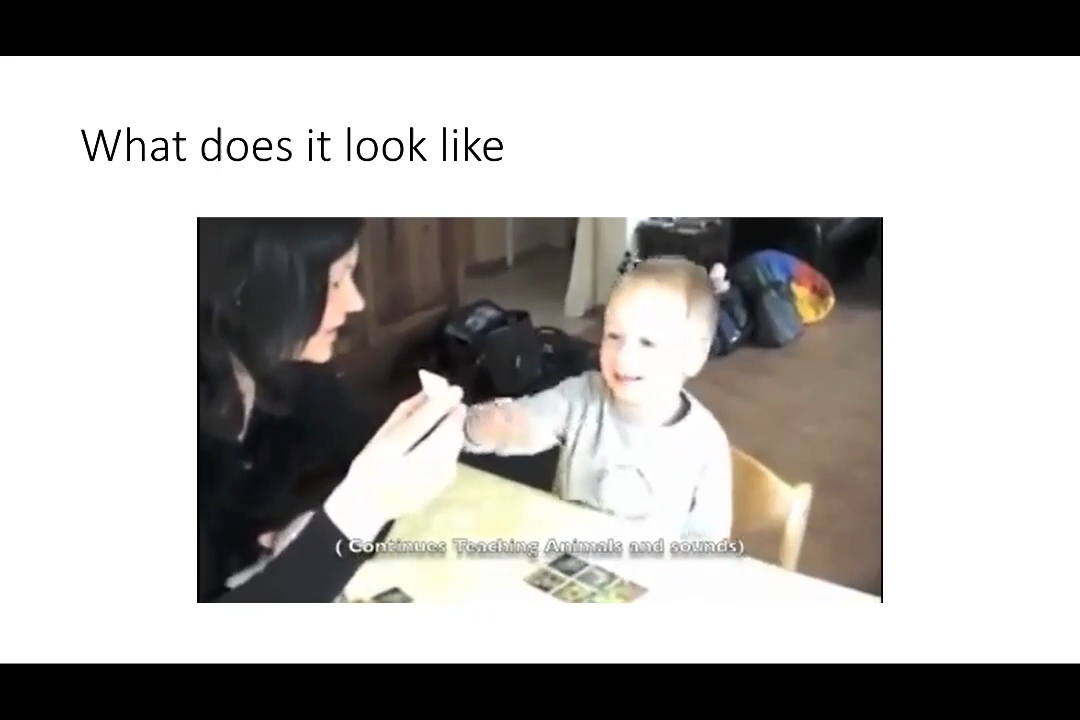 What does it look like
( Continues Teaching Animals and sounds)